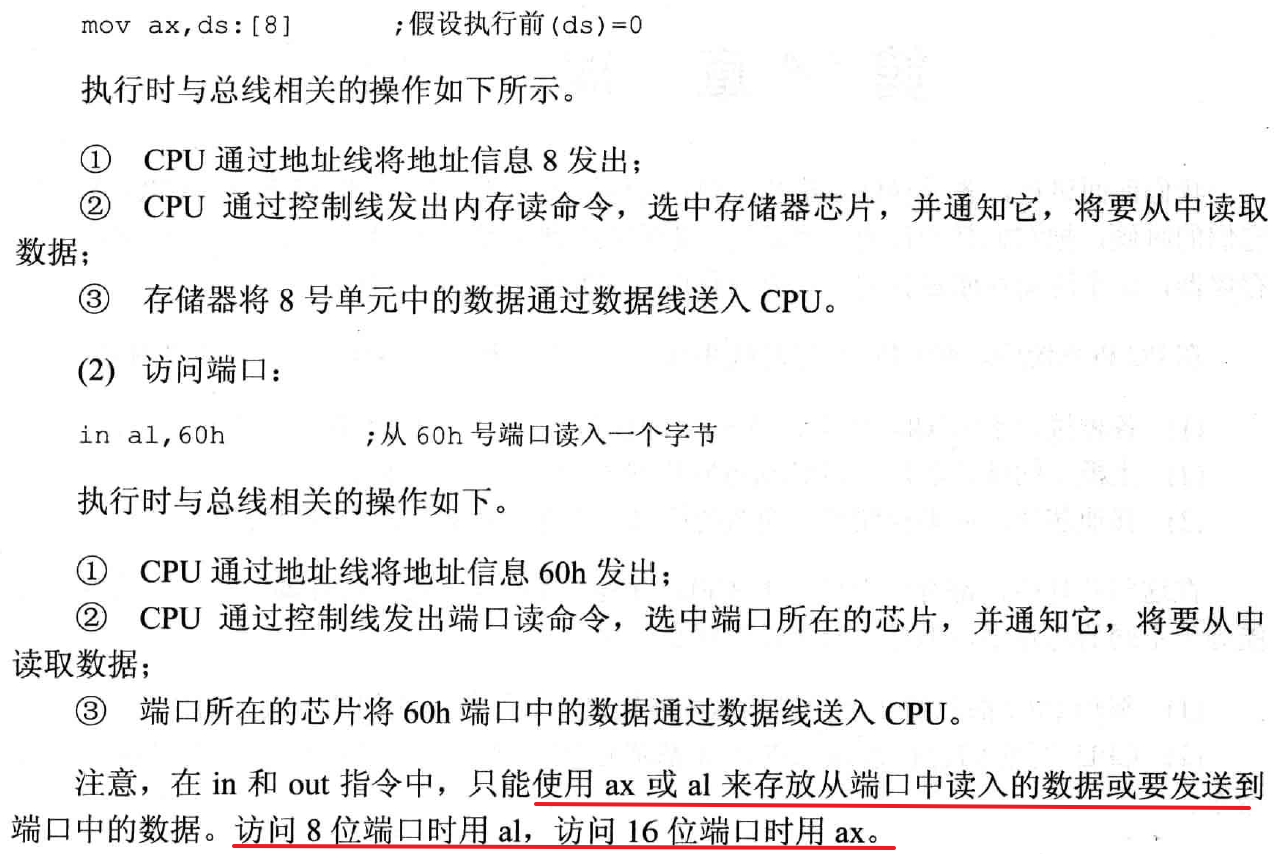 mov ax,ds:[8] ;假设执行前(ds)=0
执行时与总线相关的操作如下所示。
① CPU 通过地址线将地址信息 8 发出;
② CPU 通过控制线发出内存读命令,选中存储器芯片,并通知它,将要从中读取
数据;
③ 存储器将 8 号单元中的数据通过数据线送入 CPU。
(2) 访问端口:
in al,60h ;从 60h 号端口读入一个字节
执行时与总线相关的操作如下。
① CPU 通过地址线将地址信息 60h 发出;
② CPU 通过控制线发出端口读命令,选中端口所在的芯片,并通知它,将要从中
读取数据;
③ 端口所在的芯片将 60h 端口中的数据通过数据线送入 CPU。
注意,在 in 和 out 指令中,只能使用 ax 或 al 来存放从端口中读入的数据或要发送到
端口中的数据。访问 8 位端口时用 al,访问 16 位端口时用 ax。